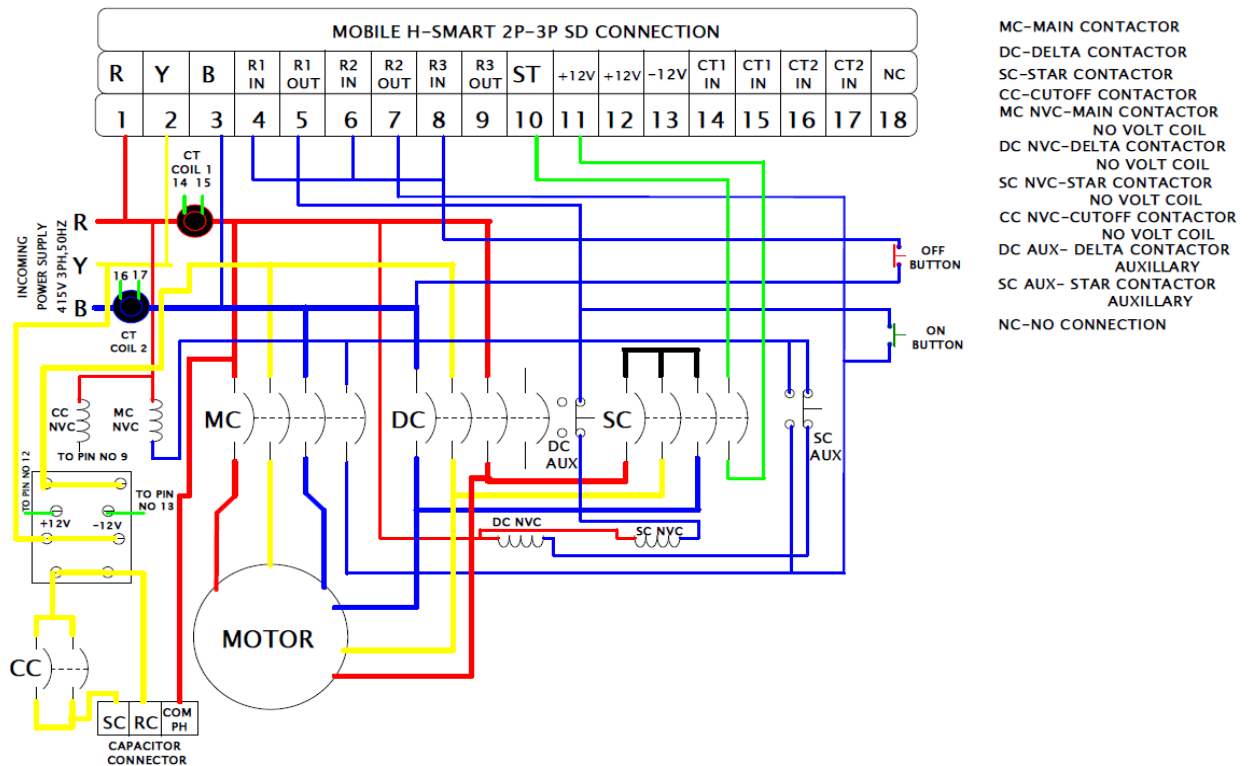 MOBILE H-SMART 2P-3P SD CONNECTION
R Y B R1 IN R1 OUT R2 IN R2 OUT R3 IN R3 OUT ST +12V +12V -12V CT1 IN CT1 IN CT2 IN CT2 IN NC
1 2 3 4 5 6 7 8 9 10 11 12 13 14 15 16 17 18
MC-MAIN CONTACTOR
DC-DELTA CONTACTOR
SC-STAR CONTACTOR
CC-CUTOFF CONTACTOR
MC NVC-MAIN CONTACTOR
NO VOLT COIL
DC NVC-DELTA CONTACTOR
NO VOLT COIL
SC NVC-STAR CONTACTOR
NO VOLT COIL
CC NVC-CUTOFF CONTACTOR
NO VOLT COIL
DC AUX- DELTA CONTACTOR
AUXILLARY
SC AUX- STAR CONTACTOR
AUXILLARY
NC-NO CONNECTION
CT
COIL 1
14 15
INCOMING
POWER SUPPLY
415V 3PH,50HZ
R
Y
B
16 17
CT
COIL 2
OFF
BUTTON
ON
BUTTON
CC
NVC
MC
NVC
MC
DC
DC
AUX
SC
SC
AUX
TO PIN NO 9
TO PIN NO 12
TO PIN
NO 13
+12V
-12V
DC NVC
SC NVC
MOTOR
CC
SC RC COM
PH
CAPACITOR
CONNECTOR